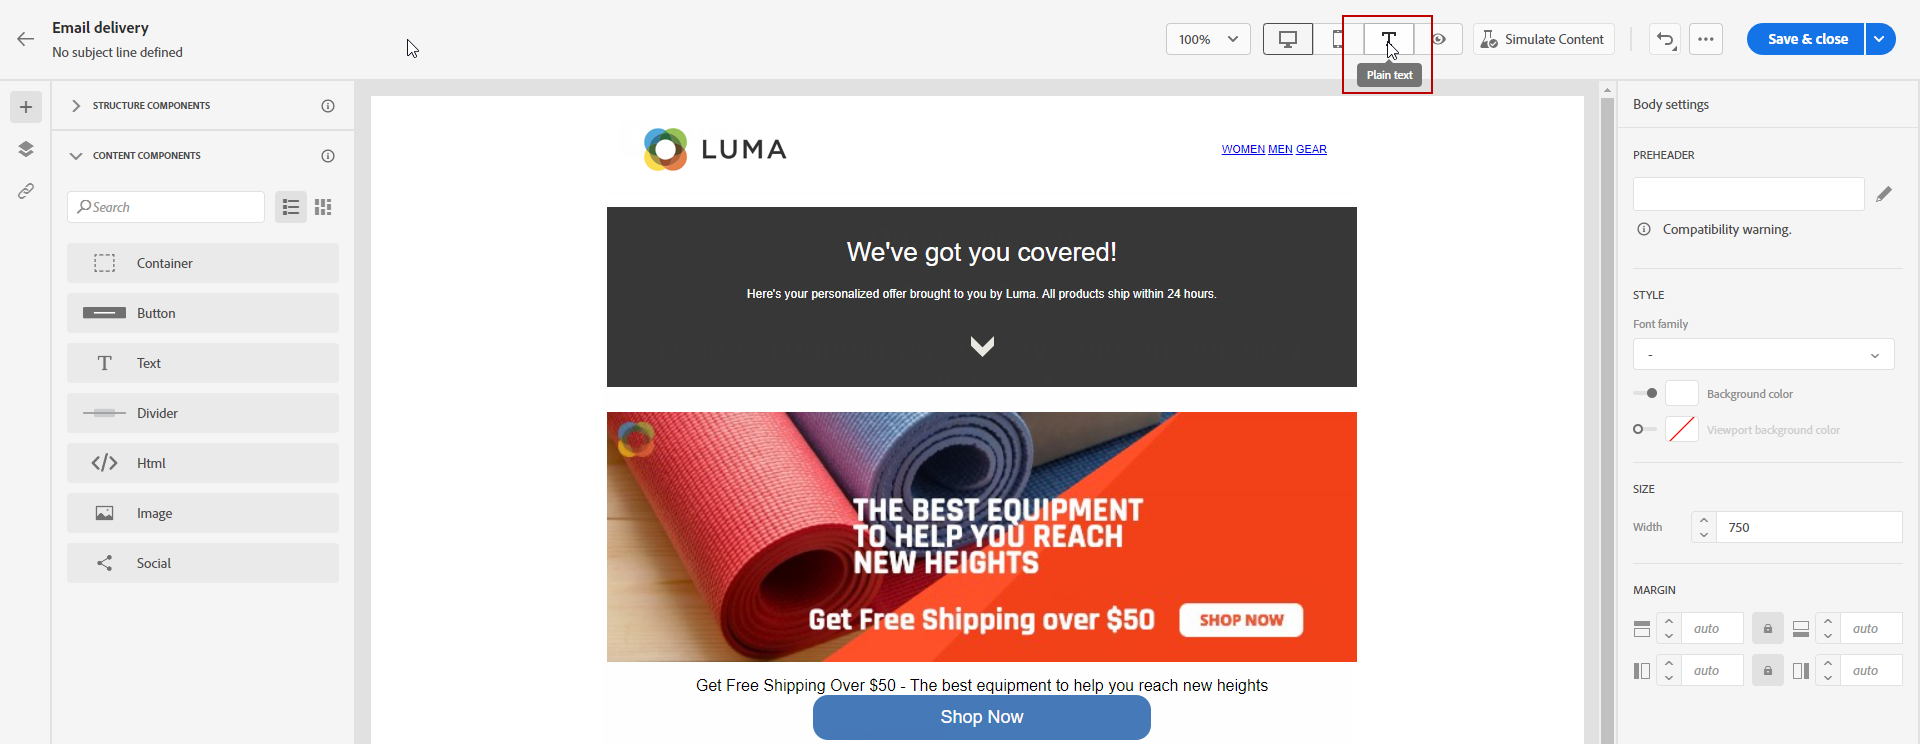 Email delivery
No subject line defined
100%
Plain text
Simulate Content
Save & close
STRUCTURE COMPONENTS
CONTENT COMPONENTS
Search
Container
Button
Text
Divider
Html
Image
Social
LUMA
WOMEN MEN GEAR
We've got you covered!
Here's your personalized offer brought to you by Luma. All products ship within 24 hours.
THE BEST EQUIPMENT
TO HELP YOU REACH
NEW HEIGHTS
Get Free Shipping over $50
SHOP NOW
Get Free Shipping Over $50 - The best equipment to help you reach new heights
Shop Now
Body settings
PREHEADER
Compatibility warning.
STYLE
Font family
-
Background color
Viewport background color
SIZE
Width
750
MARGIN
auto
auto
auto
auto